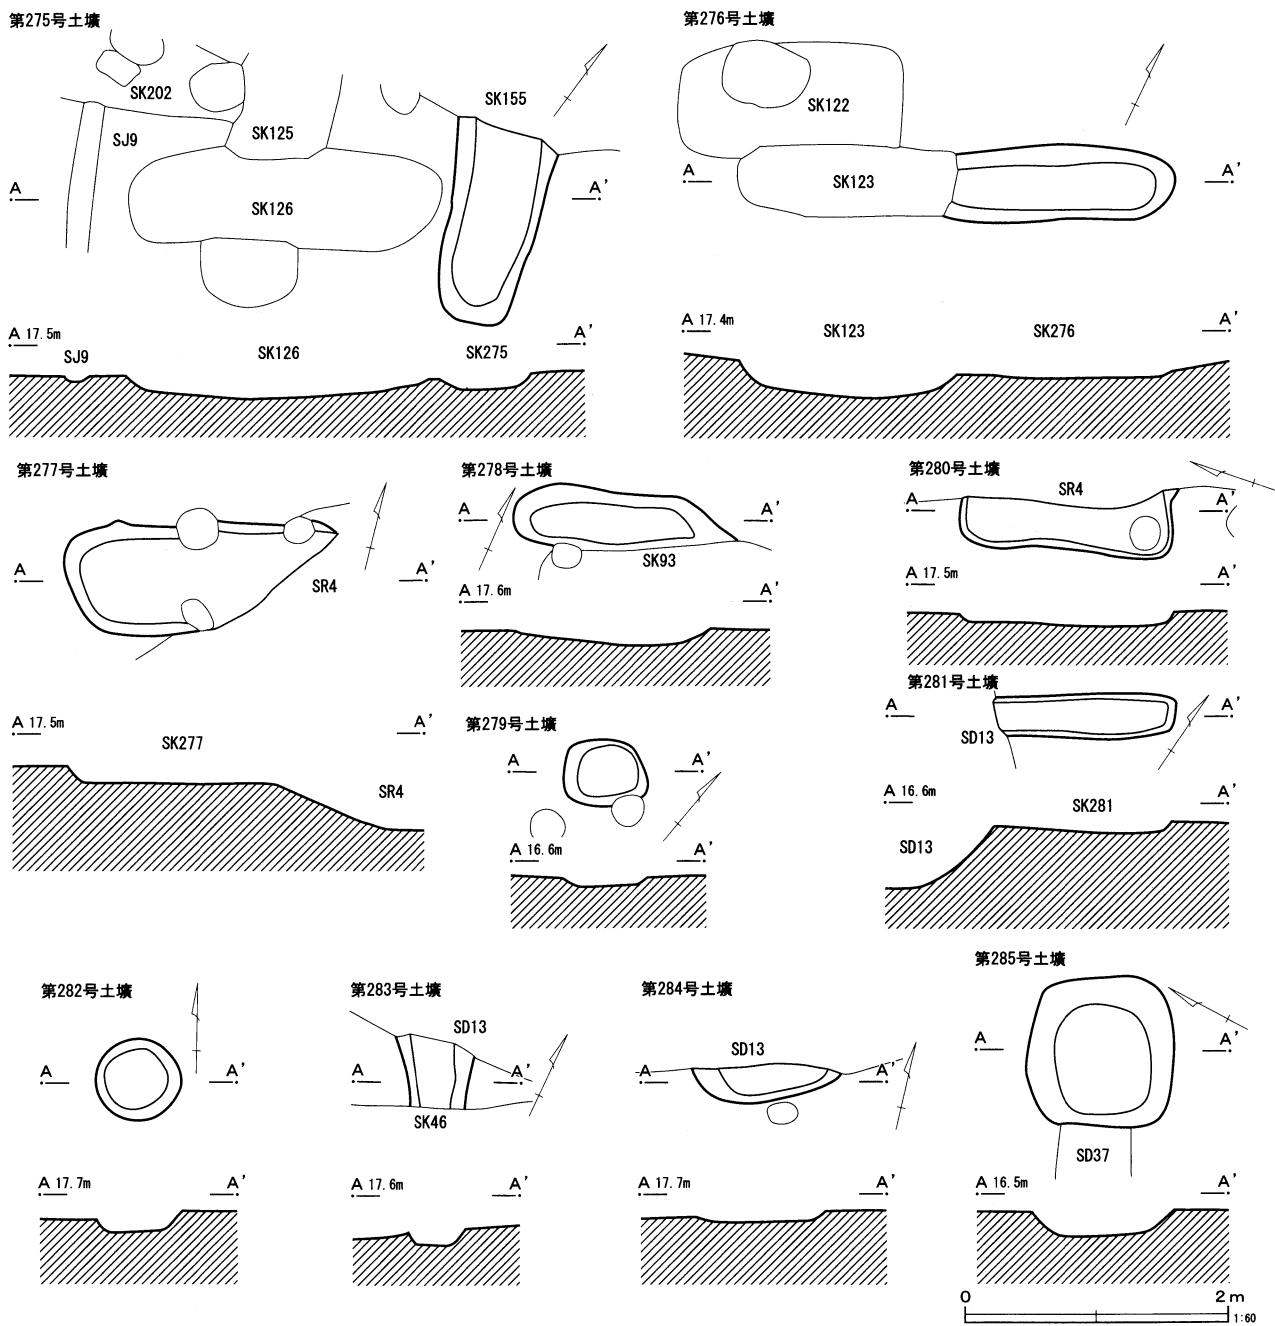 第275号土壙
SK202
SJ9
SK125
SK155
SK126
A
A'
A 17.5m
A'
SJ9
SK126
SK275
第276号土壙
SK122
A
SK123
A'
A 17.4m
A'
SK123
SK276
第277号土壙
A
A'
SR4
A 17.5m
A'
SK277
SR4
第278号土壙
A
A'
SK93
A 17.6m
A'
第279号土壙
A
A'
A 16.6m
A'
第280号土壙
SR4
A
A'
A 17.5m
A'
第281号土壙
A
A'
SD13
A 16.6m
A'
SK281
SD13
第282号土壙
A
A'
A 17.7m
A'
第283号土壙
SD13
A
A'
SK46
A 17.6m
A'
第284号土壙
SD13
A
A'
A 17.7m
A'
第285号土壙
A
A'
SD37
A 16.5m
A'
0
2m
1:60